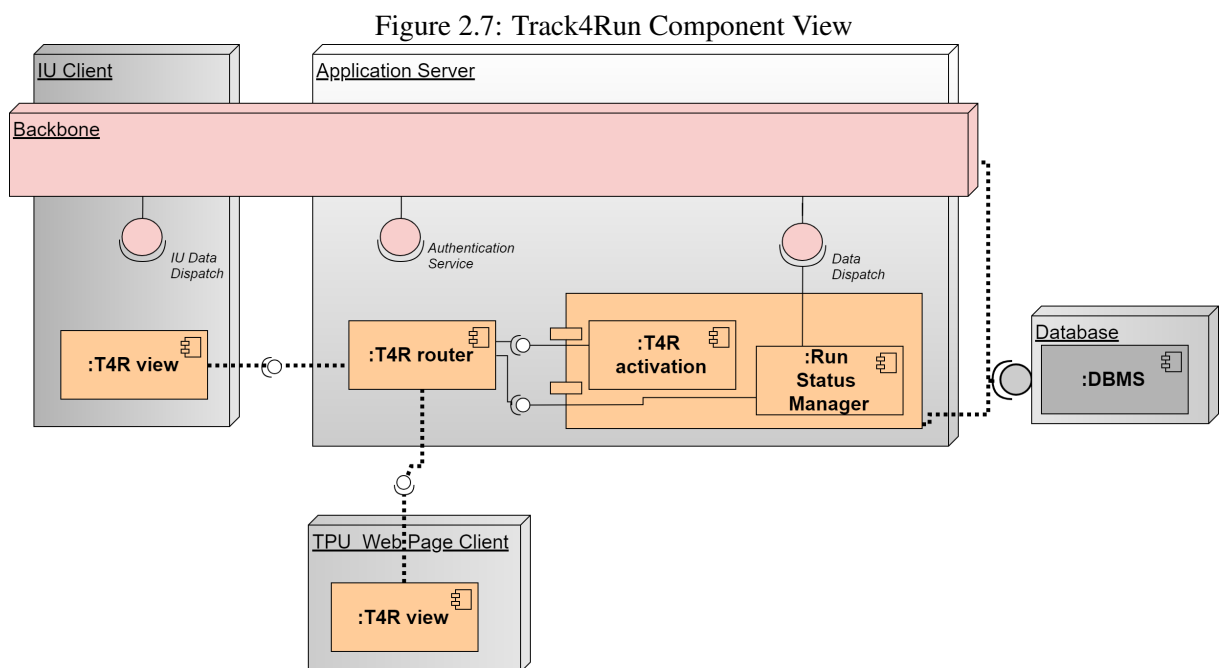 Figure 2.7: Track4Run Component View
IU Client
Application Server
Backbone
IU Data
Dispatch
Authentication
Service
Data
Dispatch
:T4R view
:T4R router
:T4R
activation
:Run
Status
Manager
Database
:DBMS
TPU Web Page Client
:T4R view